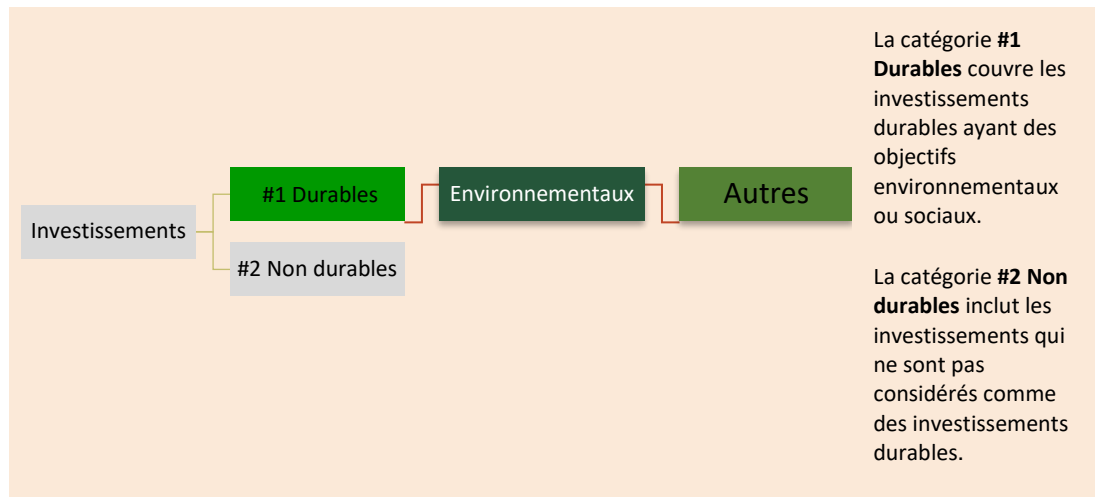 Investissements
#1 Durables
#2 Non durables
Environnementaux
Autres
La catégorie #1
Durables couvre les
investissements
durables ayant des
objectifs
environnementaux
ou sociaux.
La catégorie #2 Non
durables inclut les
investissements qui
ne sont pas
considérés comme
des investissements
durables.